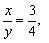 x/y = 3/4,